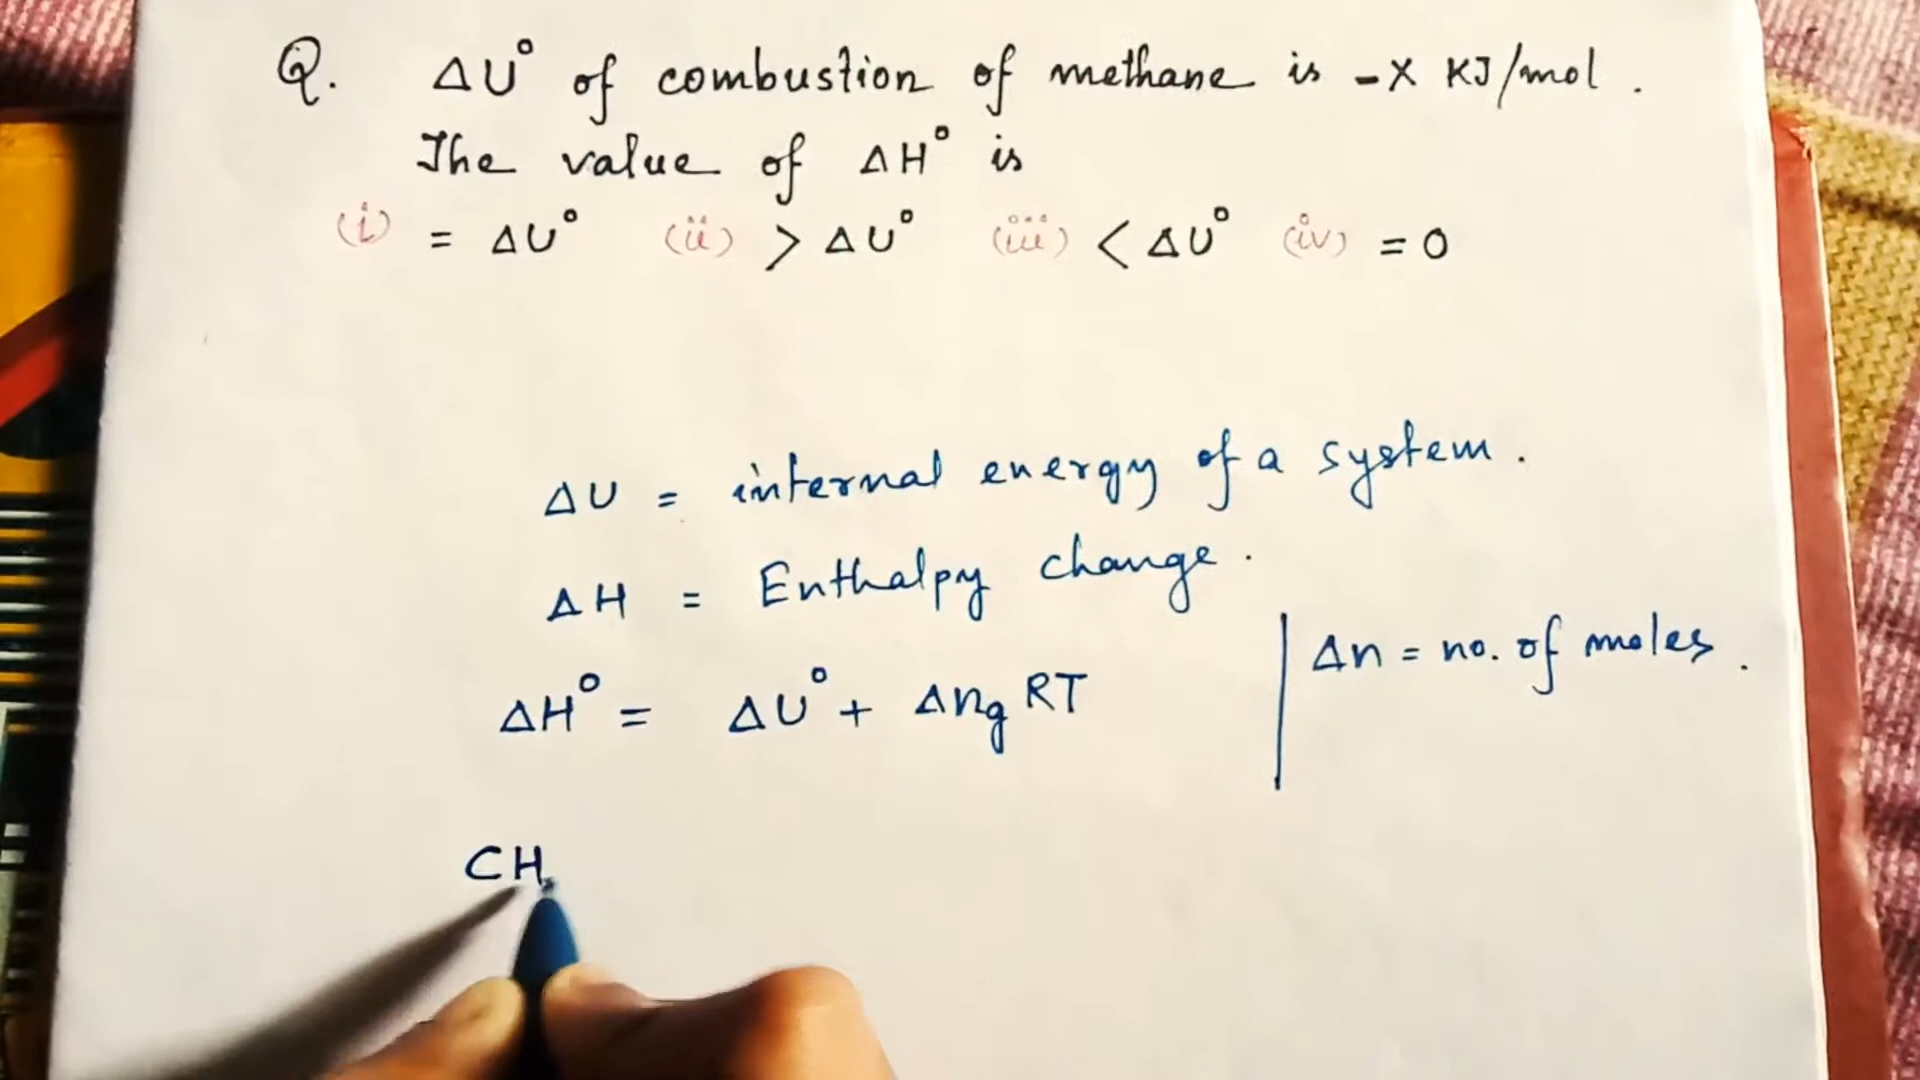 Q. ΔU° of combustion of methane is -X KJ/mol.
The value of ΔH° is
(i) = ΔU° (ii) > ΔU° (iii) < ΔU° (iv) = 0
ΔU = internal energy of a system.
ΔH = Enthalpy change.
ΔH° = ΔU° + Δng RT
Δn = no. of moles.
CH